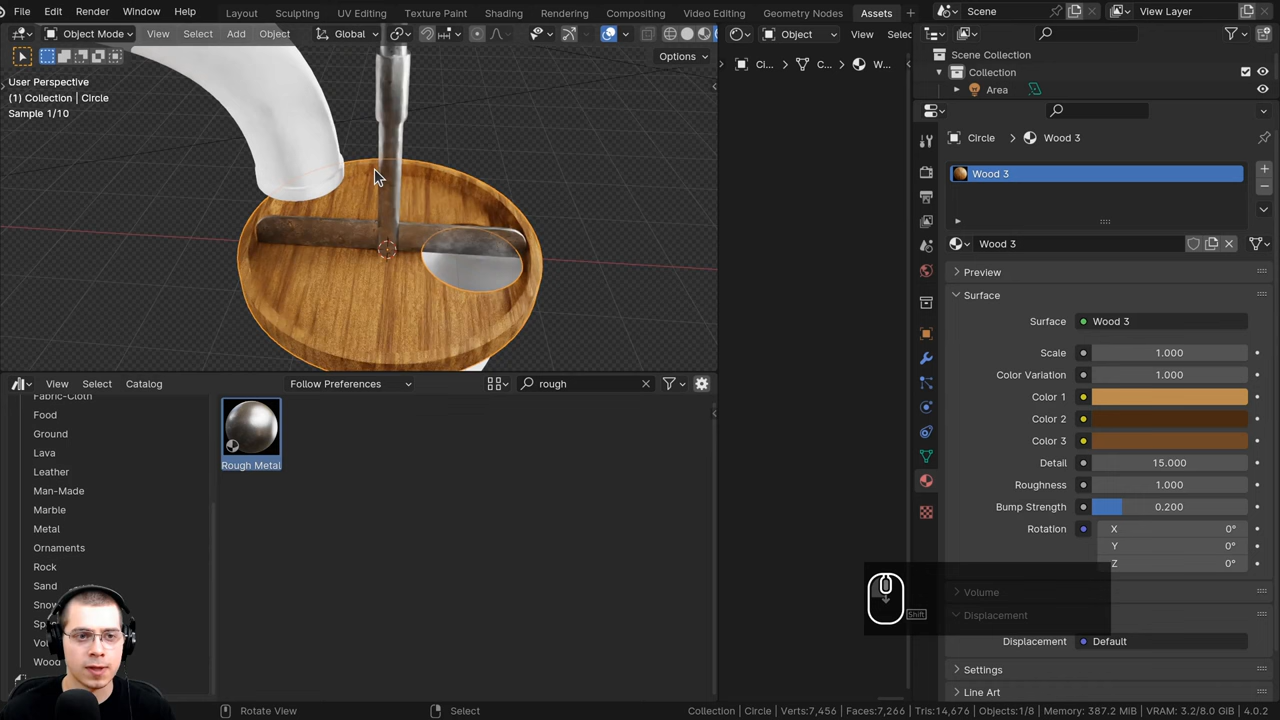 File Edit Render Window Help Layout Sculpting UV Editing Texture Paint Shading Rendering Compositing Video Editing Geometry Nodes Assets Scene View Layer
Object Mode View Select Add Object Global Object View Selec
Options
User Perspective
(1) Collection | Circle
Sample 1/10
Ci... C... W...
Scene Collection
Collection
Area
Circle Wood 3
Wood 3
Wood 3
Preview
Surface
Surface Wood 3
Scale 1.000
Color Variation 1.000
Color 1
Color 2
Color 3
Detail 15.000
Roughness 1.000
Bump Strength 0.200
Rotation X 0°
Y 0°
Z 0°
Volume
Displacement
Displacement Default
Settings
Line Art
Shift
View Select Catalog Follow Preferences rough
Fabric-Cloth
Food
Ground
Lava
Leather
Man-Made
Marble
Metal
Ornaments
Rock
Sand
Snow
Sp
Vo
Wood
Rough Metal
Rotate View Select Collection | Circle | Verts:7,456 | Faces:7,266 | Tris:14,676 | Objects:1/8 | Memory: 387.2 MiB | VRAM: 3.2/8.0 GiB | 4.0.2